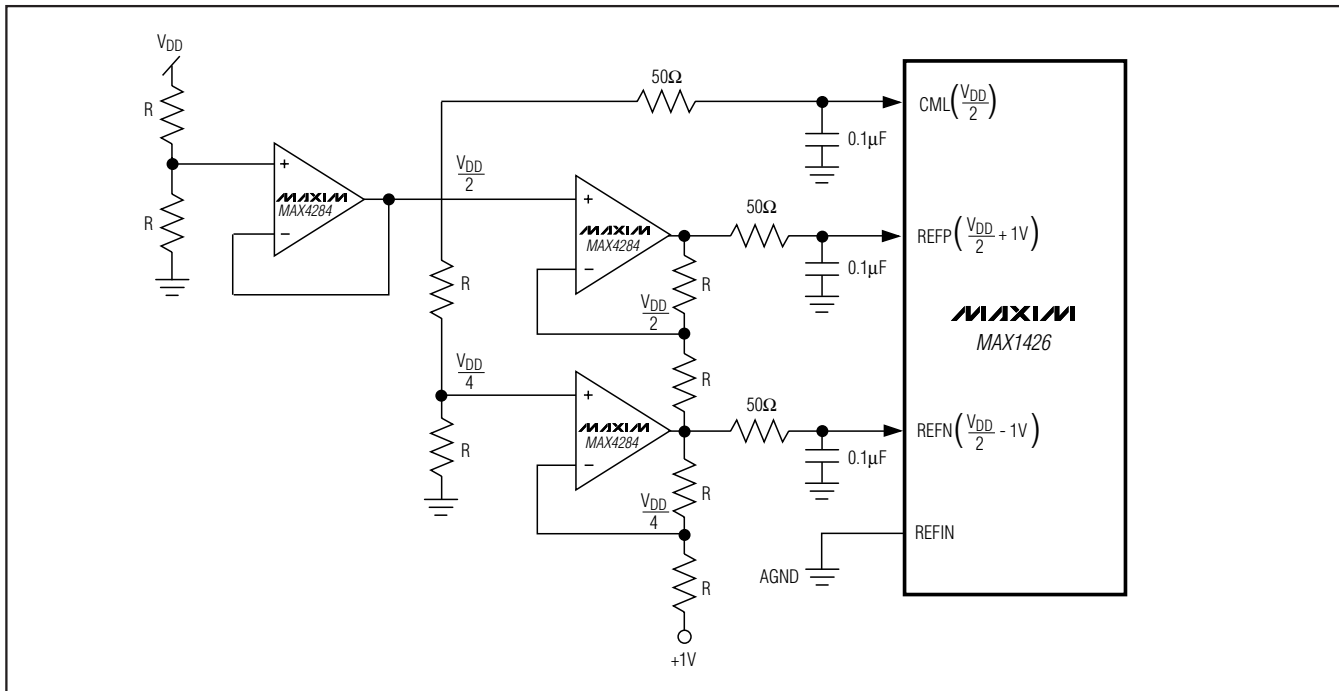 VDD
R
R
+
−
MAXIM
MAX4284
VDD/2
50Ω
0.1µF
CML(VDD/2)
+
−
MAXIM
MAX4284
50Ω
0.1µF
REFP(VDD/2 + 1V)
R
R
VDD/2
R
VDD/4
R
+
−
MAXIM
MAX4284
50Ω
0.1µF
REFN(VDD/2 - 1V)
R
VDD/4
R
+1V
AGND
REFIN
MAXIM
MAX1426